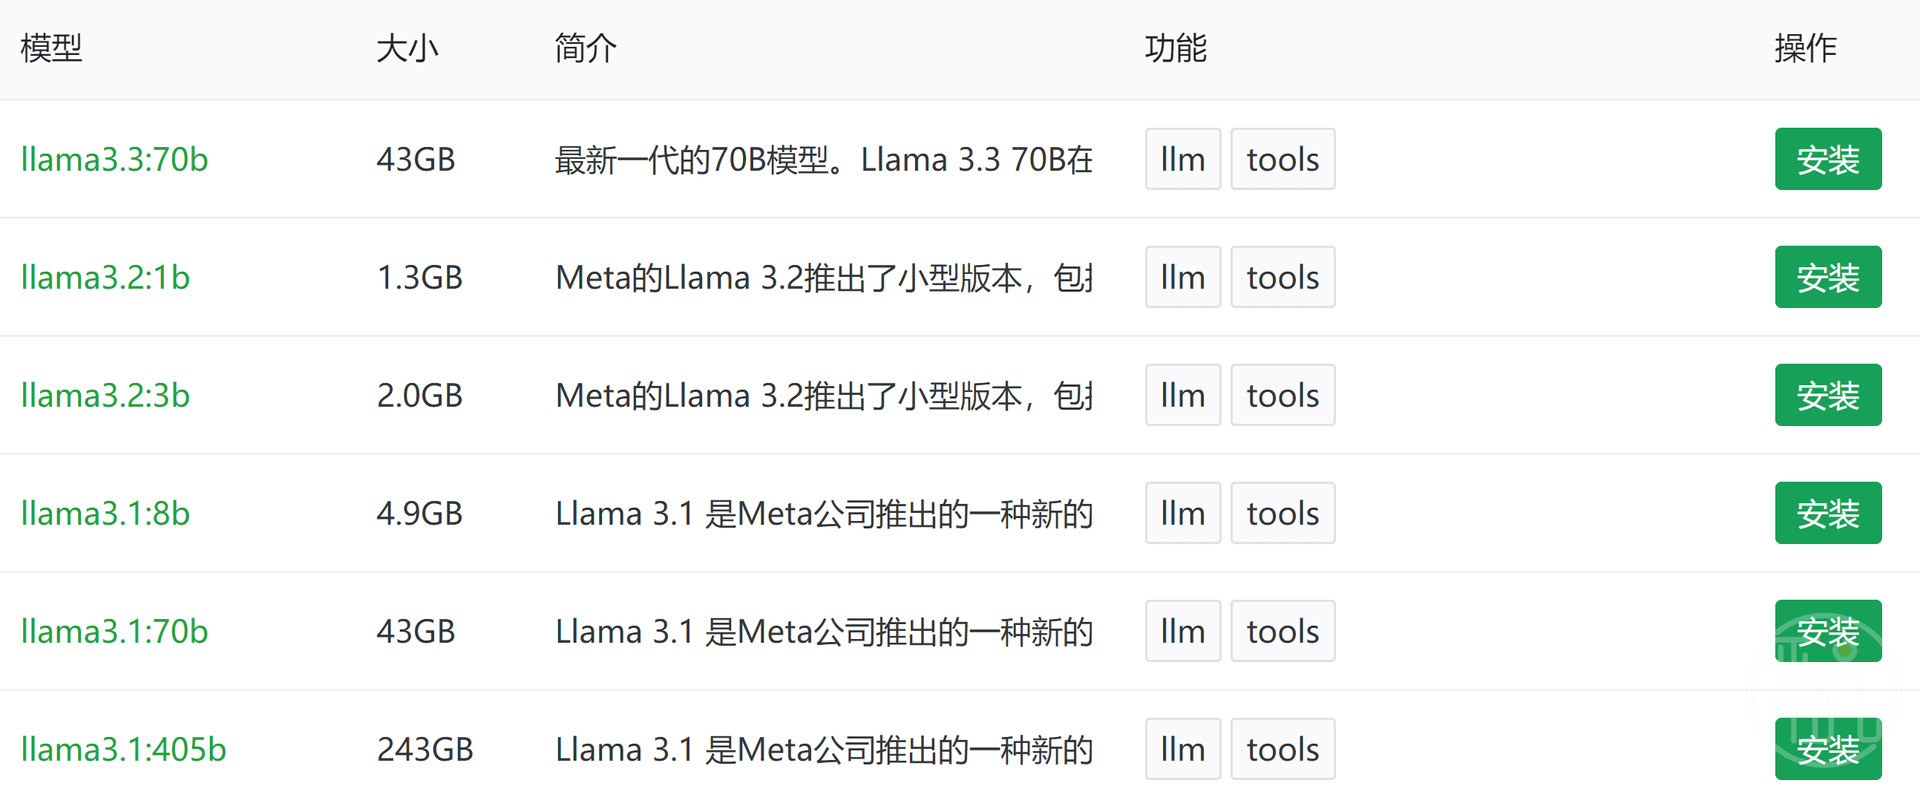 模型 大小 简介 功能 操作
llama3.3:70b 43GB 最新一代的70B模型。Llama 3.3 70B在 llm tools 安装
llama3.2:1b 1.3GB Meta的Llama 3.2推出了小型版本，包 llm tools 安装
llama3.2:3b 2.0GB Meta的Llama 3.2推出了小型版本，包 llm tools 安装
llama3.1:8b 4.9GB Llama 3.1 是Meta公司推出的一种新的 llm tools 安装
llama3.1:70b 43GB Llama 3.1 是Meta公司推出的一种新的 llm tools 安装
llama3.1:405b 243GB Llama 3.1 是Meta公司推出的一种新的 llm tools 安装